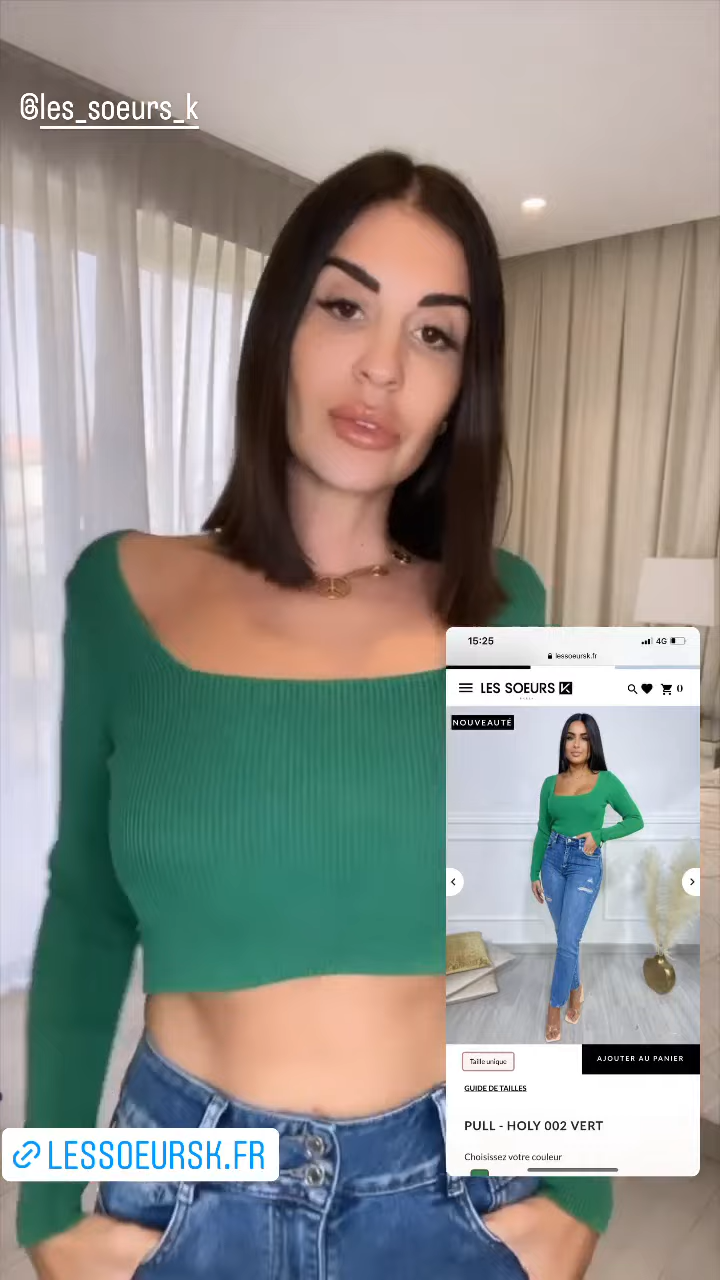 @les_soeurs_k
15:25
4G
lessoeursk.fr
LES SOEURS K
0
NOUVEAUTÉ
Taille unique
AJOUTER AU PANIER
GUIDE DE TAILLES
PULL - HOLY 002 VERT
Choisissez votre couleur
LESSOEURSK.FR